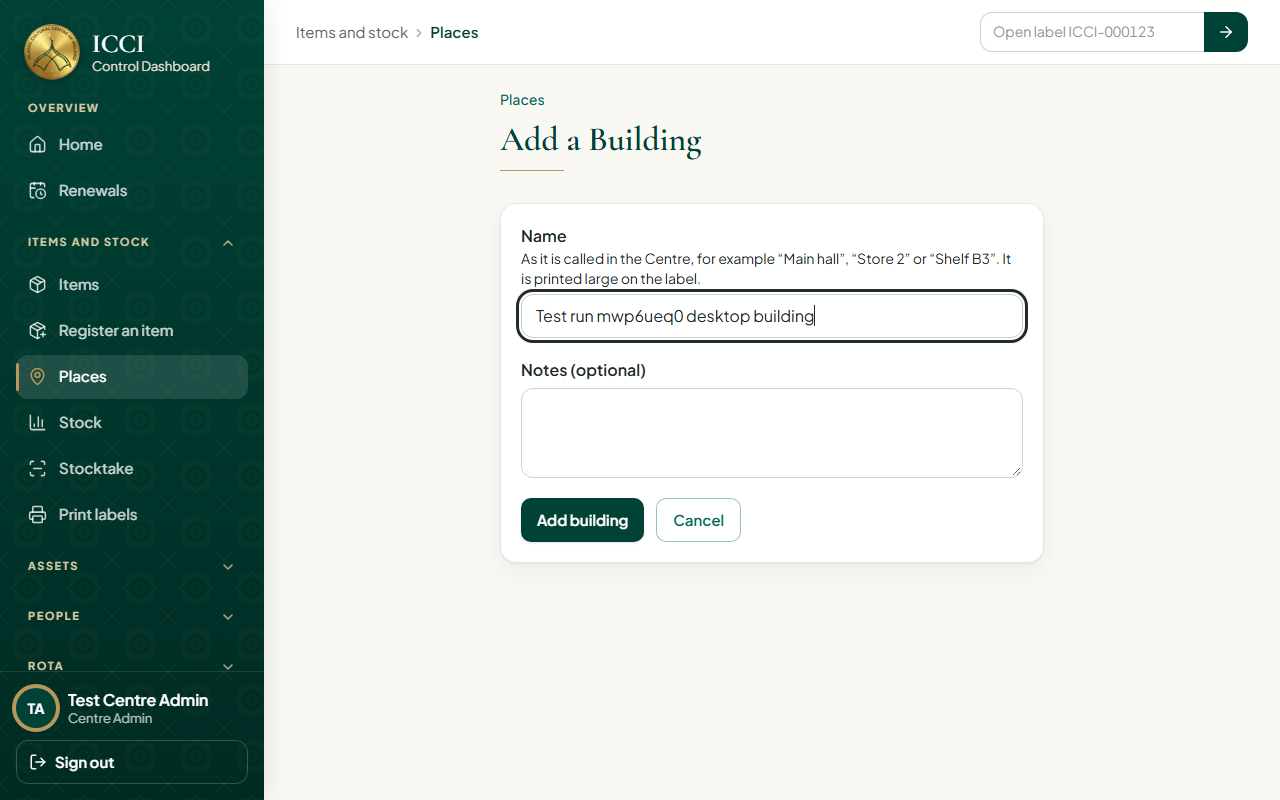 ICCI
Control Dashboard
OVERVIEW
Home
Renewals
ITEMS AND STOCK
Items
Register an item
Places
Stock
Stocktake
Print labels
ASSETS
PEOPLE
ROTA
TA
Test Centre Admin
Centre Admin
Sign out
Items and stock > Places
Open label ICCI-000123
Places
Add a Building
Name
As it is called in the Centre, for example “Main hall”, “Store 2” or “Shelf B3”. It
is printed large on the label.
Test run mwp6ueq0 desktop building
Notes (optional)
Add building
Cancel